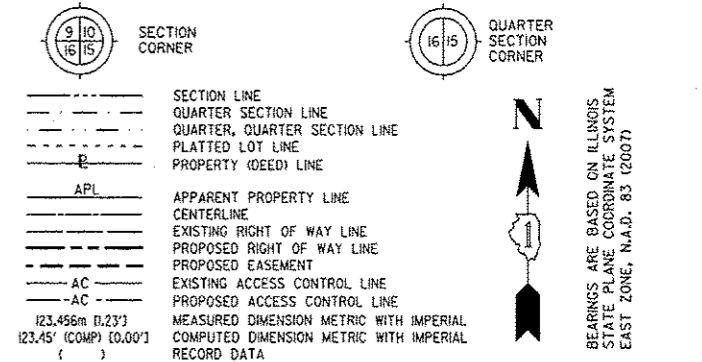 9 10
16 15
SECTION
CORNER
16 15
QUARTER
SECTION
CORNER
SECTION LINE
QUARTER SECTION LINE
QUARTER, QUARTER SECTION LINE
PLATTED LOT LINE
PROPERTY (DEED) LINE
APL APPARENT PROPERTY LINE
CENTERLINE
EXISTING RIGHT OF WAY LINE
PROPOSED RIGHT OF WAY LINE
PROPOSED EASEMENT
AC EXISTING ACCESS CONTROL LINE
AC PROPOSED ACCESS CONTROL LINE
123.456m [1.23'] MEASURED DIMENSION METRIC WITH IMPERIAL
123.45' (COMP) [0.00'] COMPUTED DIMENSION METRIC WITH IMPERIAL
( ) RECORD DATA
N
1
BEARINGS ARE BASED ON ILLINOIS
STATE PLANE COORDINATE SYSTEM
EAST ZONE, N.A.D. 83 (2007)